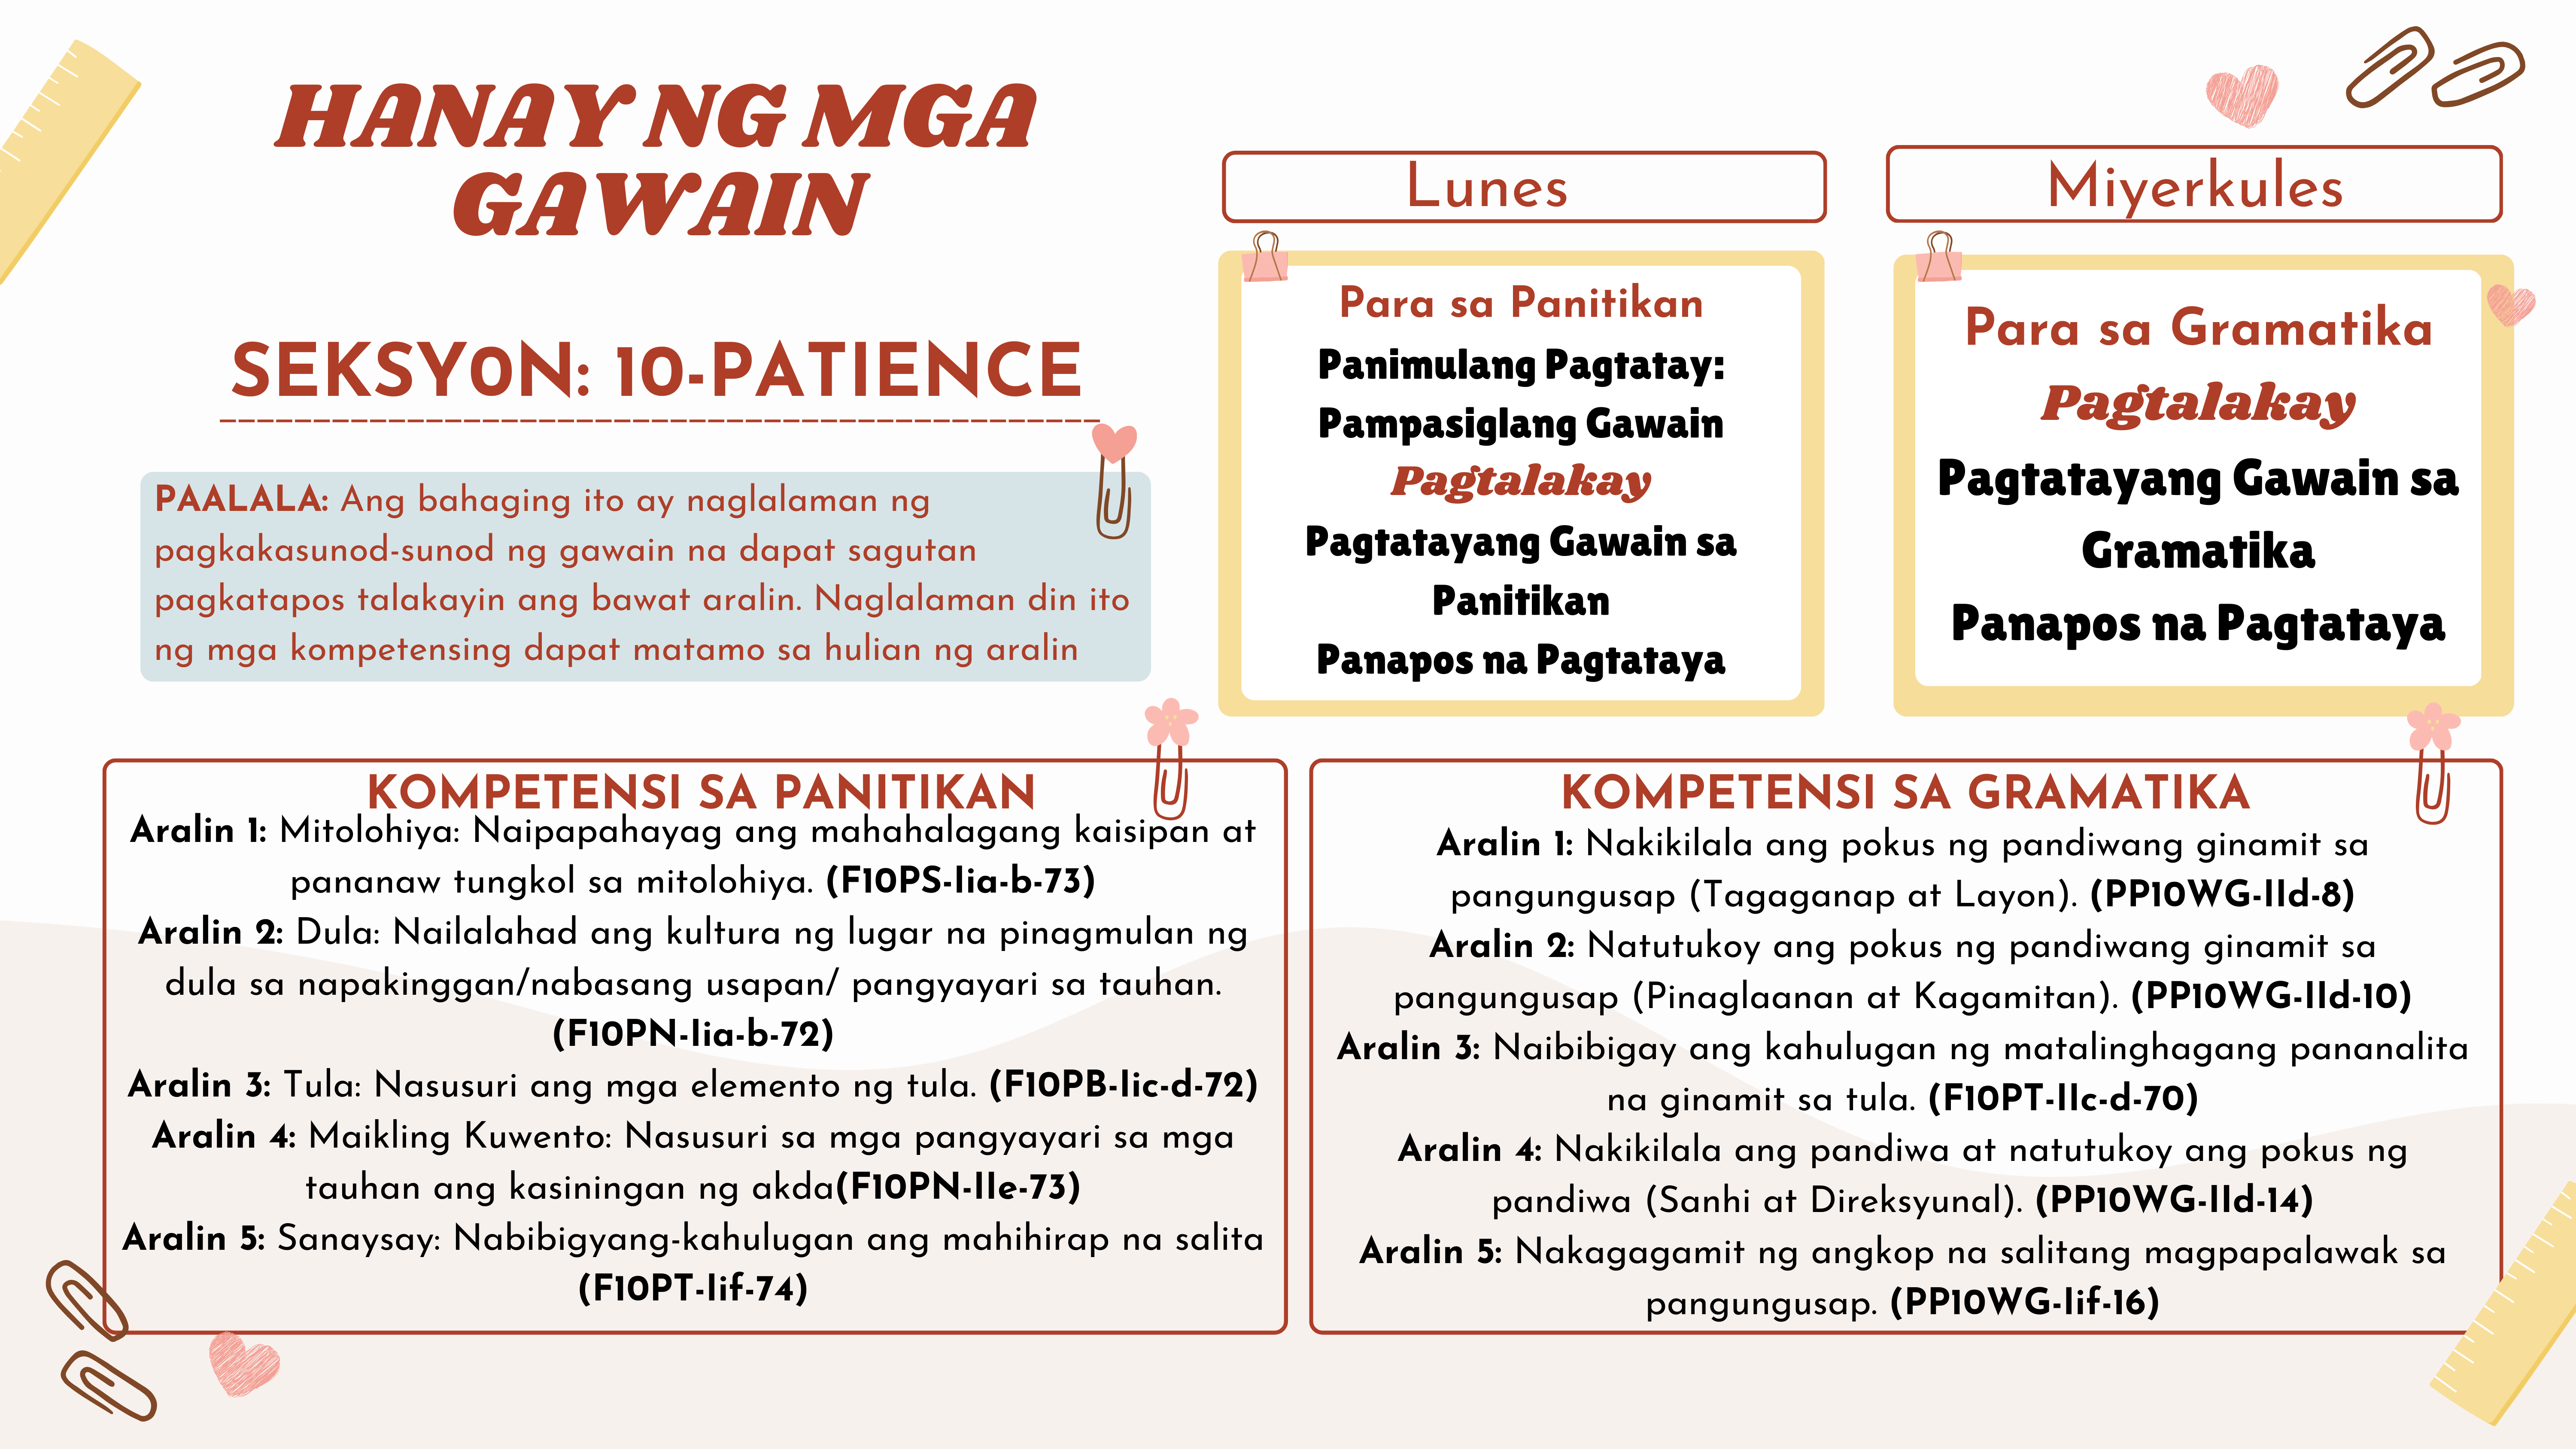 HANAY NG MGA
GAWAIN
SEKSY0N: 10-PATIENCE
PAALALA: Ang bahaging ito ay naglalaman ng
pagkakasunod-sunod ng gawain na dapat sagutan
pagkatapos talakayin ang bawat aralin. Naglalaman din ito
ng mga kompetensing dapat matamo sa hulian ng aralin
Lunes
Para sa Panitikan
Panimulang Pagtatay:
Pampasiglang Gawain
Pagtalakay
Pagtatayang Gawain sa
Panitikan
Panapos na Pagtataya
Miyerkules
Para sa Gramatika
Pagtalakay
Pagtatayang Gawain sa
Gramatika
Panapos na Pagtataya
KOMPETENSI SA PANITIKAN
Aralin 1: Mitolohiya: Naipapahayag ang mahahalagang kaisipan at
pananaw tungkol sa mitolohiya. (F10PS-Iia-b-73)
Aralin 2: Dula: Nailalahad ang kultura ng lugar na pinagmulan ng
dula sa napakinggan/nabasang usapan/ pangyayari sa tauhan.
(F10PN-Iia-b-72)
Aralin 3: Tula: Nasusuri ang mga elemento ng tula. (F10PB-Iic-d-72)
Aralin 4: Maikling Kuwento: Nasusuri sa mga pangyayari sa mga
tauhan ang kasiningan ng akda(F10PN-IIe-73)
Aralin 5: Sanaysay: Nabibigyang-kahulugan ang mahihirap na salita
(F10PT-Iif-74)
KOMPETENSI SA GRAMATIKA
Aralin 1: Nakikilala ang pokus ng pandiwang ginamit sa
pangungusap (Tagaganap at Layon). (PP10WG-IId-8)
Aralin 2: Natutukoy ang pokus ng pandiwang ginamit sa
pangungusap (Pinaglaanan at Kagamitan). (PP10WG-IId-10)
Aralin 3: Naibibigay ang kahulugan ng matalinghagang pananalita
na ginamit sa tula. (F10PT-IIc-d-70)
Aralin 4: Nakikilala ang pandiwa at natutukoy ang pokus ng
pandiwa (Sanhi at Direksyunal). (PP10WG-IId-14)
Aralin 5: Nakagagamit ng angkop na salitang magpapalawak sa
pangungusap. (PP10WG-Iif-16)